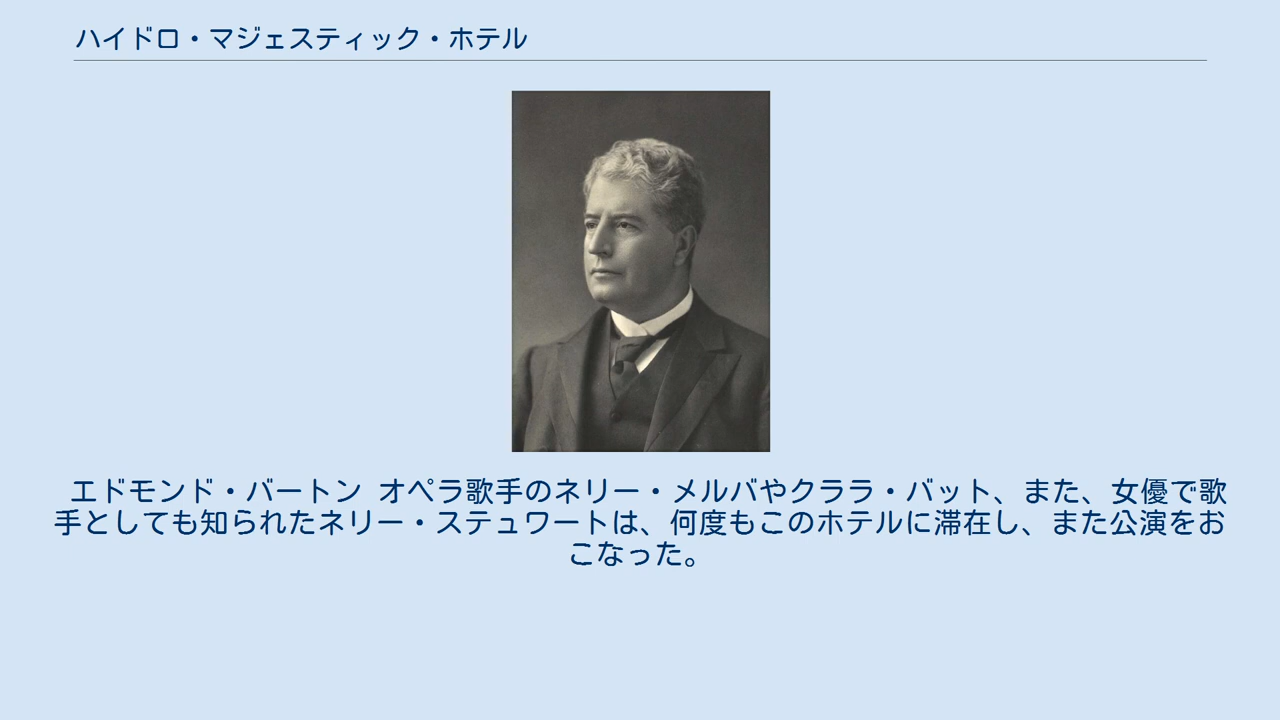 ハイドロ・マジェスティック・ホテル
エドモンド・バートン オペラ歌手のネリー・メルバやクララ・バット、また、女優で歌
手としても知られたネリー・ステュワートは、何度もこのホテルに滞在し、また公演をお
こなった。